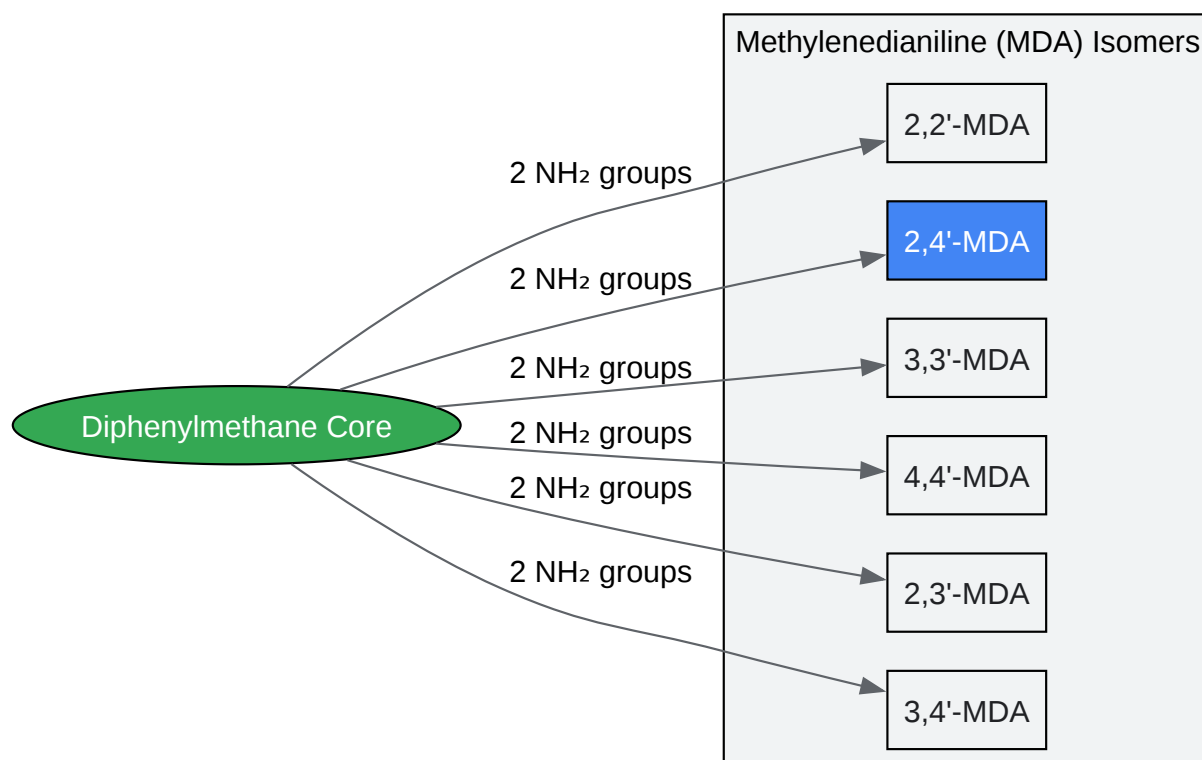 Methylenedianiline (MDA) Isomers
2,2'-MDA
2 NH₂ groups
2,4'-MDA
2 NH₂ groups
3,3'-MDA
2 NH₂ groups
Diphenylmethane Core
2 NH₂ groups
4,4'-MDA
2 NH₂ groups
2,3'-MDA
2 NH₂ groups
3,4'-MDA